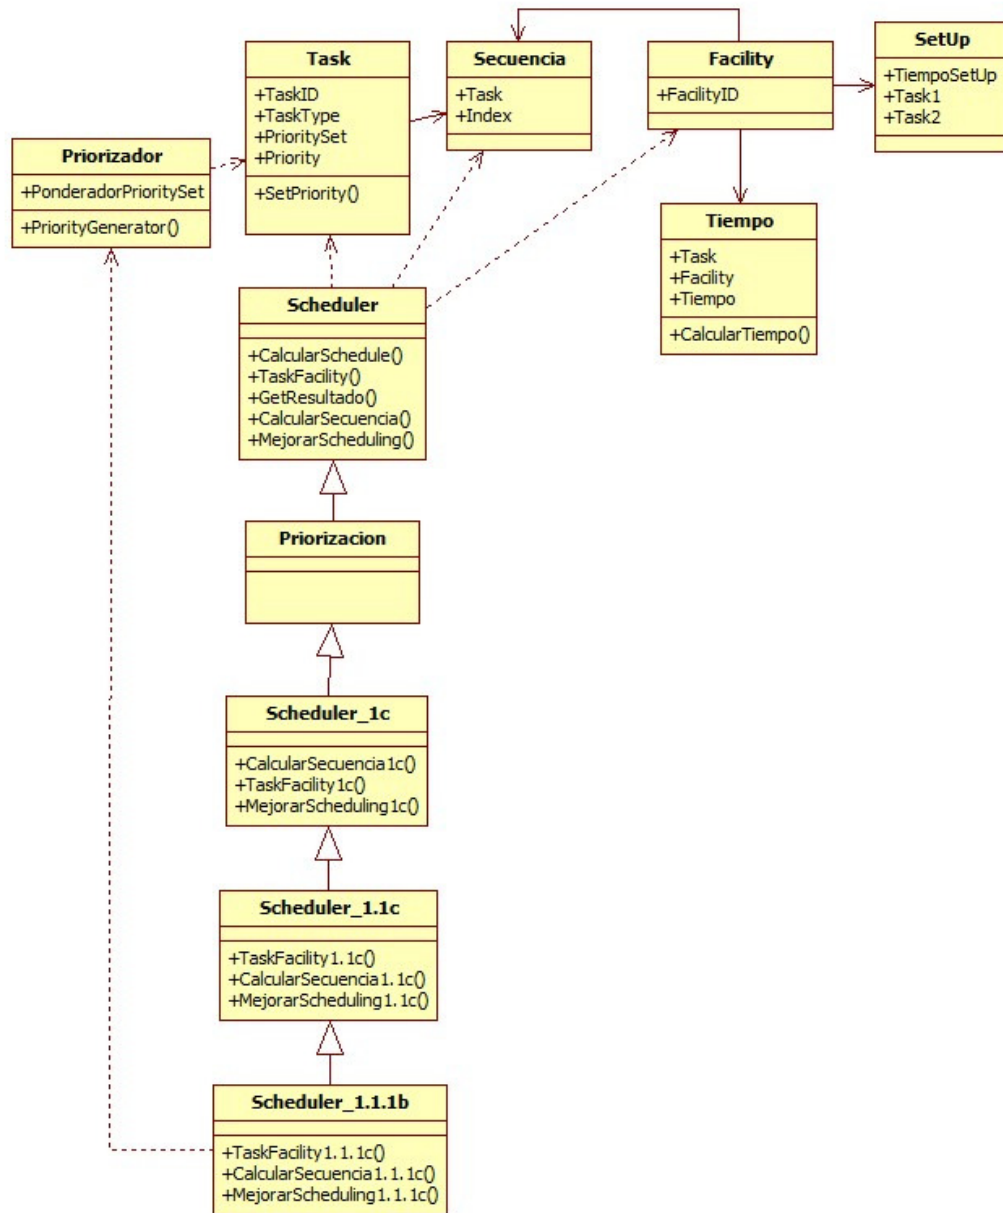 Priorizador
+PonderadorPrioritySet
+PriorityGenerator()
Task
+TaskID
+TaskType
+PrioritySet
+Priority
+SetPriority()
Secuencia
+Task
+Index
Facility
+FacilityID
SetUp
+TiempoSetUp
+Task1
+Task2
Tiempo
+Task
+Facility
+Tiempo
+CalcularTiempo()
Scheduler
+CalcularSchedule()
+TaskFacility()
+GetResultado()
+CalcularSecuencia()
+MejorarScheduling()
Priorizacion
Scheduler_1c
+CalcularSecuencia1c()
+TaskFacility1c()
+MejorarScheduling1c()
Scheduler_1.1c
+TaskFacility1.1c()
+CalcularSecuencia1.1c()
+MejorarScheduling1.1c()
Scheduler_1.1.1b
+TaskFacility1.1.1c()
+CalcularSecuencia1.1.1c()
+MejorarScheduling1.1.1c()